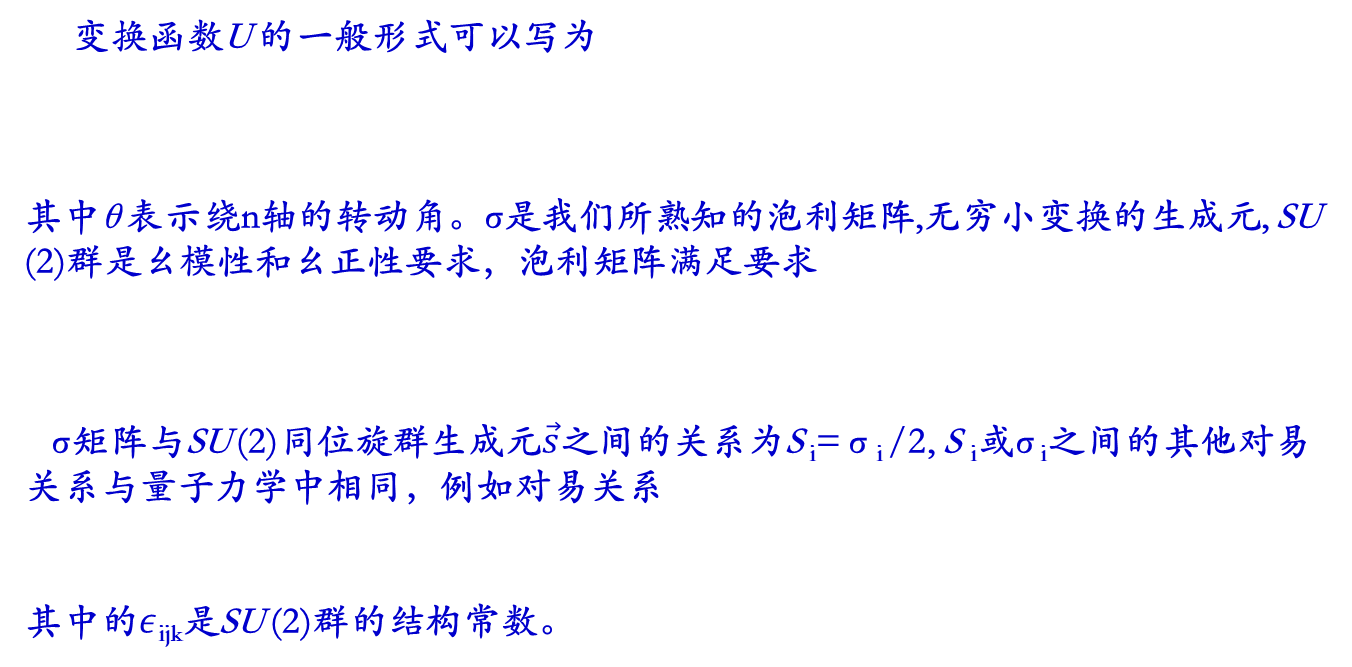 变换函数U的一般形式可以写为
其中θ表示绕n轴的转动角。σ是我们所熟知的泡利矩阵,无穷小变换的生成元, SU
(2)群是幺模性和幺正性要求，泡利矩阵满足要求
σ矩阵与SU(2)同位旋群生成元s⃗之间的关系为Sᵢ= σᵢ/2, Sᵢ或σᵢ之间的其他对易
关系与量子力学中相同，例如对易关系
其中的ϵijk是SU(2)群的结构常数。